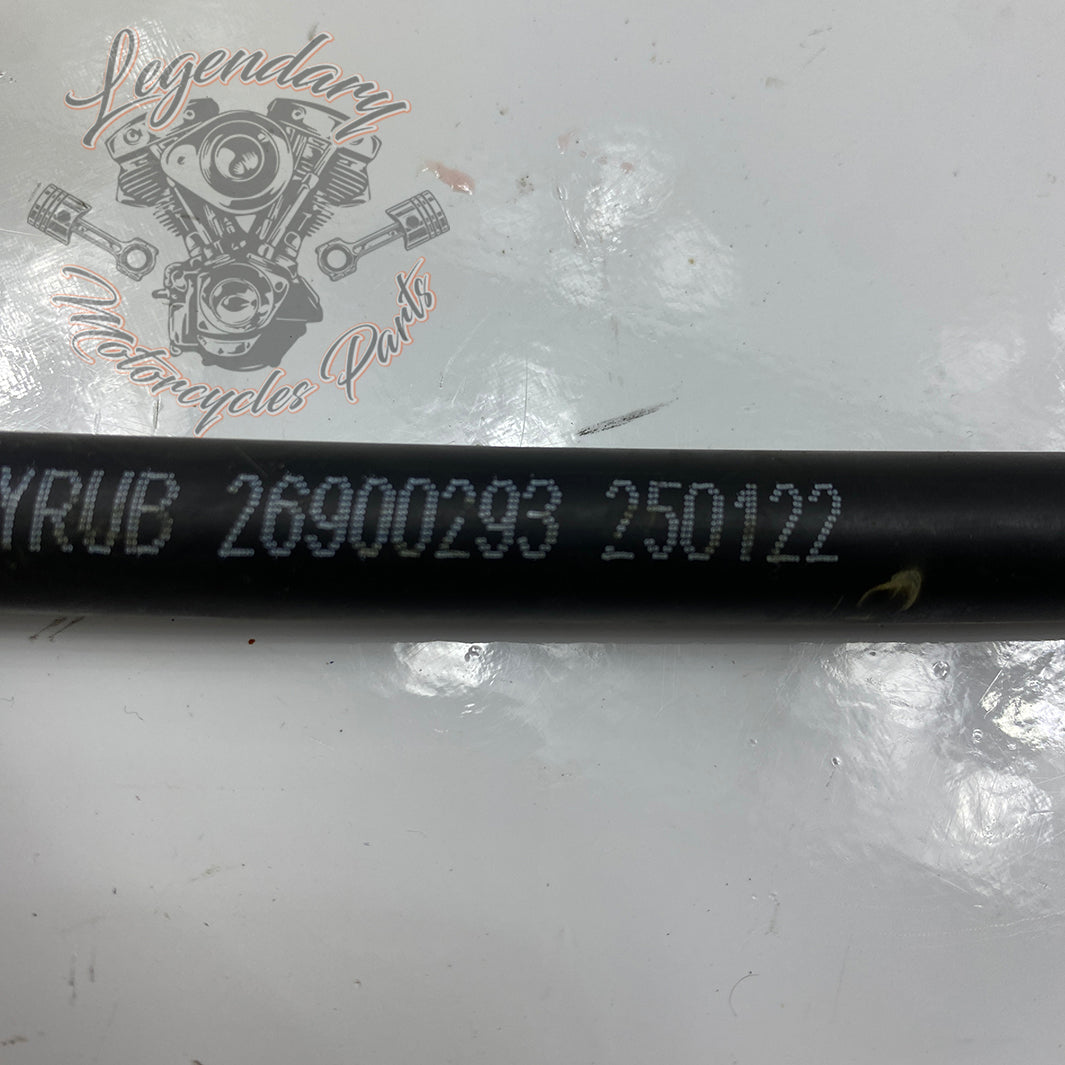 Legendary
Motorcycles Parts
YRUB 26900293 250122